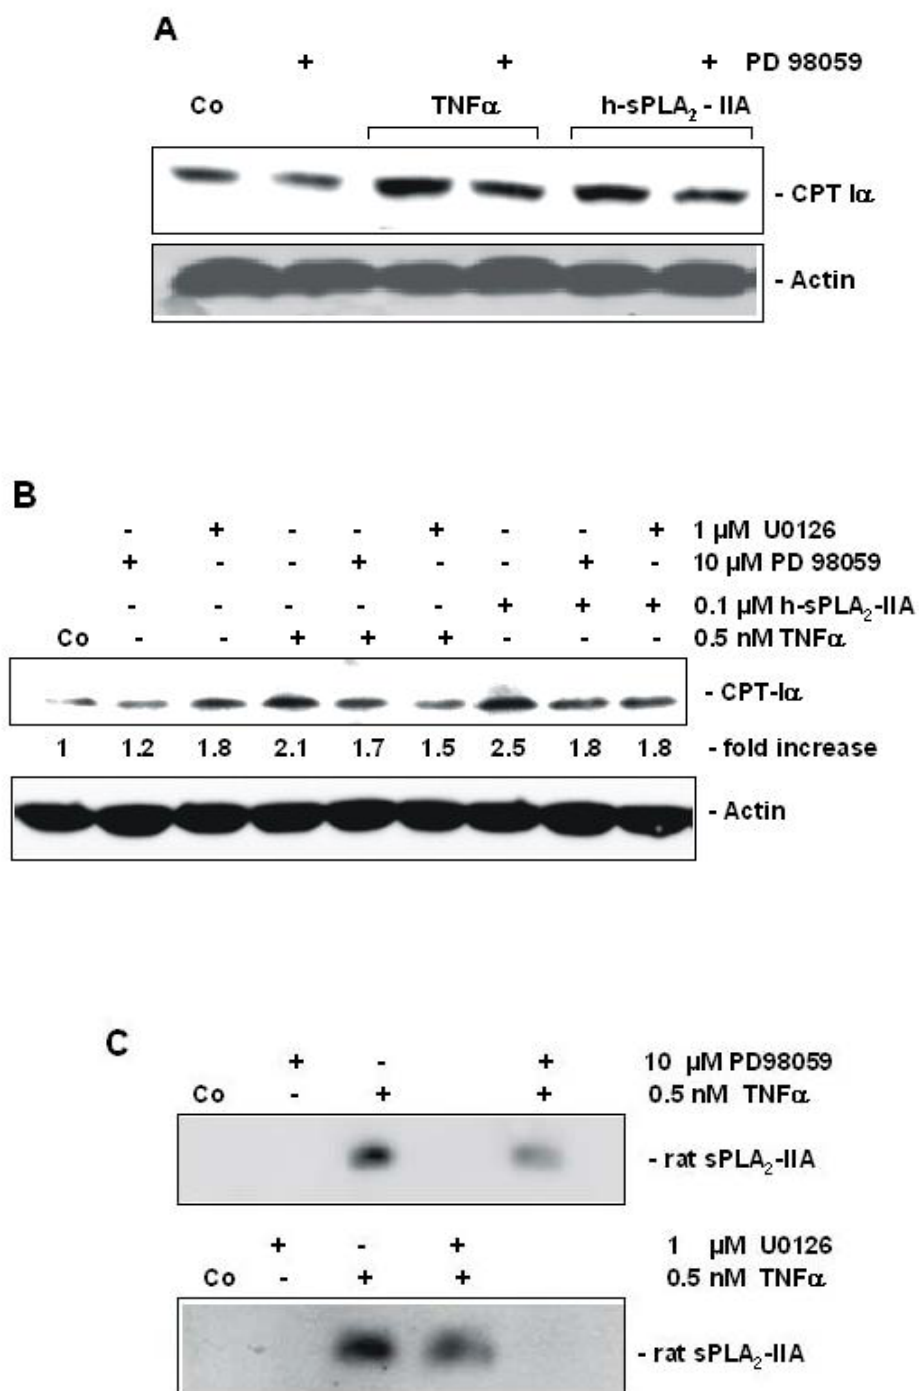 A
+ + + PD 98059
Co TNFα h-sPLA₂ - IIA
- CPT Iα
- Actin
B
- + - - + - - + 1 µM U0126
+ - - + - - + - 10 µM PD 98059
- - - - - + + + 0.1 µM h-sPLA₂-IIA
Co - - + + + - - - 0.5 nM TNFα
- CPT-Iα
1 1.2 1.8 2.1 1.7 1.5 2.5 1.8 1.8 - fold increase
- Actin
C
+ - + 10 µM PD98059
Co - + + 0.5 nM TNFα
- rat sPLA₂-IIA
+ - + 1 µM U0126
Co - + + 0.5 nM TNFα
- rat sPLA₂-IIA